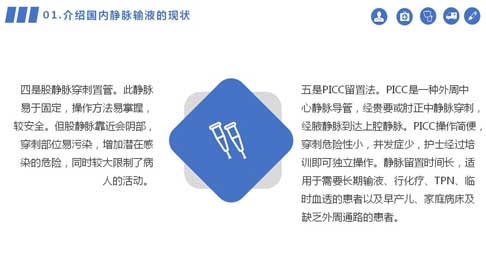 01.介绍国内静脉输液的现状
四是股静脉穿刺置管。此静脉
易于固定，操作方法易掌握，
较安全。但股静脉靠近会阴部，
穿刺部位易污染，增加潜在感
染的危险，同时较大限制了病
人的活动。
五是PICC留置法。PICC是一种外周中
心静脉导管，经贵要或肘正中静脉穿刺，
经腋静脉到达上腔静脉。PICC操作简便，
穿刺危险性小，并发症少，护士经过培
训即可独立操作。静脉留置时间长，适
用于需要长期输液、行化疗、TPN、临
时血透的患者以及早产儿、家庭病床及
缺乏外周通路的患者。